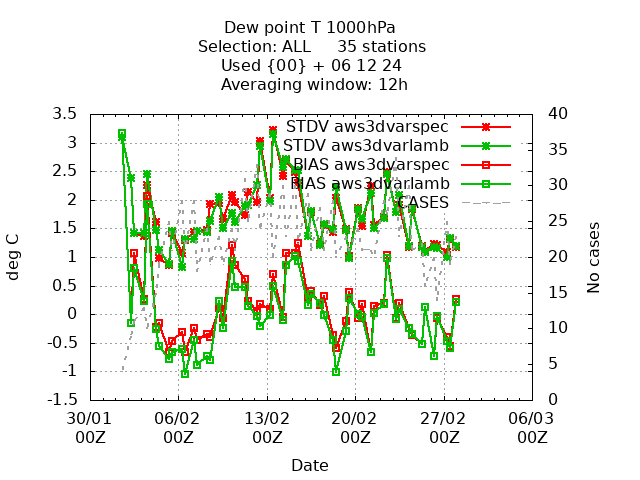 Dew point T 1000hPa
Selection: ALL     35 stations
Used {00} + 06 12 24
Averaging window: 12h
STDV aws3dvarspec
STDV aws3dvarlamb
BIAS aws3dvarspec
BIAS aws3dvarlamb
CASES
3.5
3
2.5
2
1.5
1
0.5
0
-0.5
-1
-1.5
deg C
40
35
30
25
20
15
10
5
0
No cases
30/01 06/02 13/02 20/02 27/02 06/03
00Z 00Z 00Z 00Z 00Z 00Z
Date